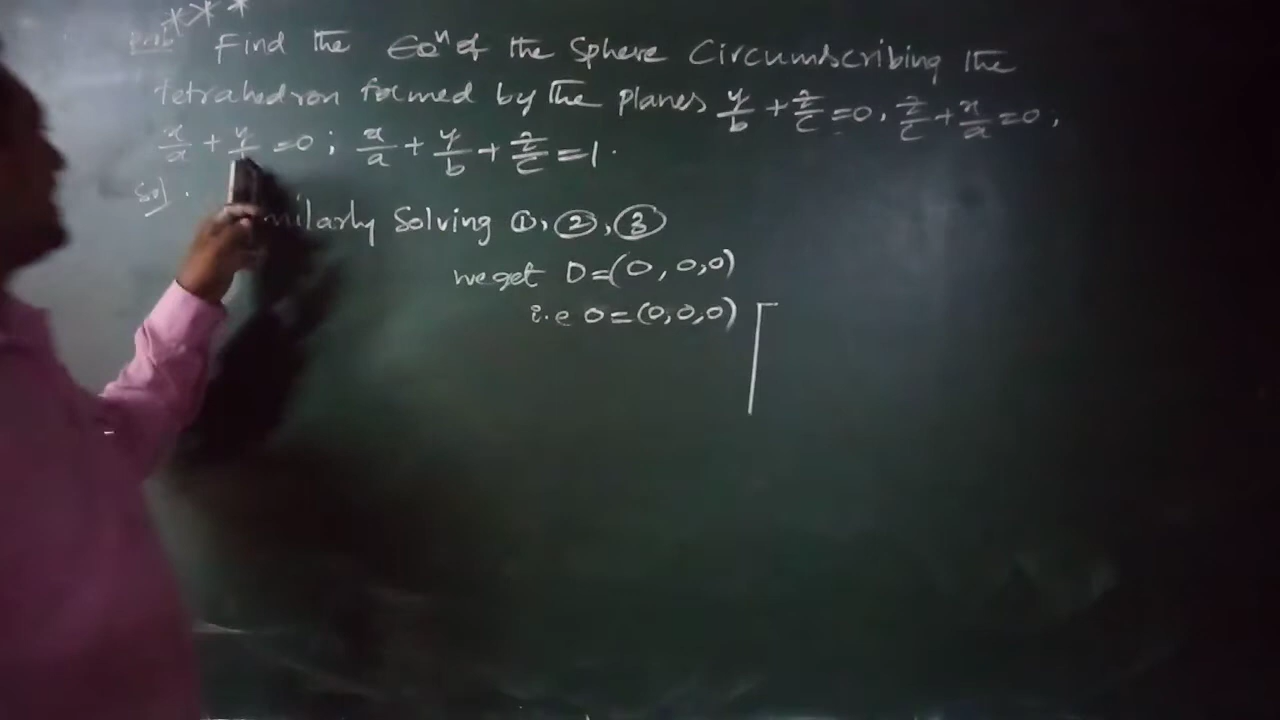 ***
Prob Find the Eqⁿ of the Sphere Circumscribing the
tetrahedron formed by the planes y/b + z/c = 0, z/c + x/a = 0,
x/a + y/ = 0 ; x/a + y/b + z/c = 1.
Sol.
milarly Solving ①, ②, ③
we get D = (0, 0, 0)
i.e O = (0, 0, 0)